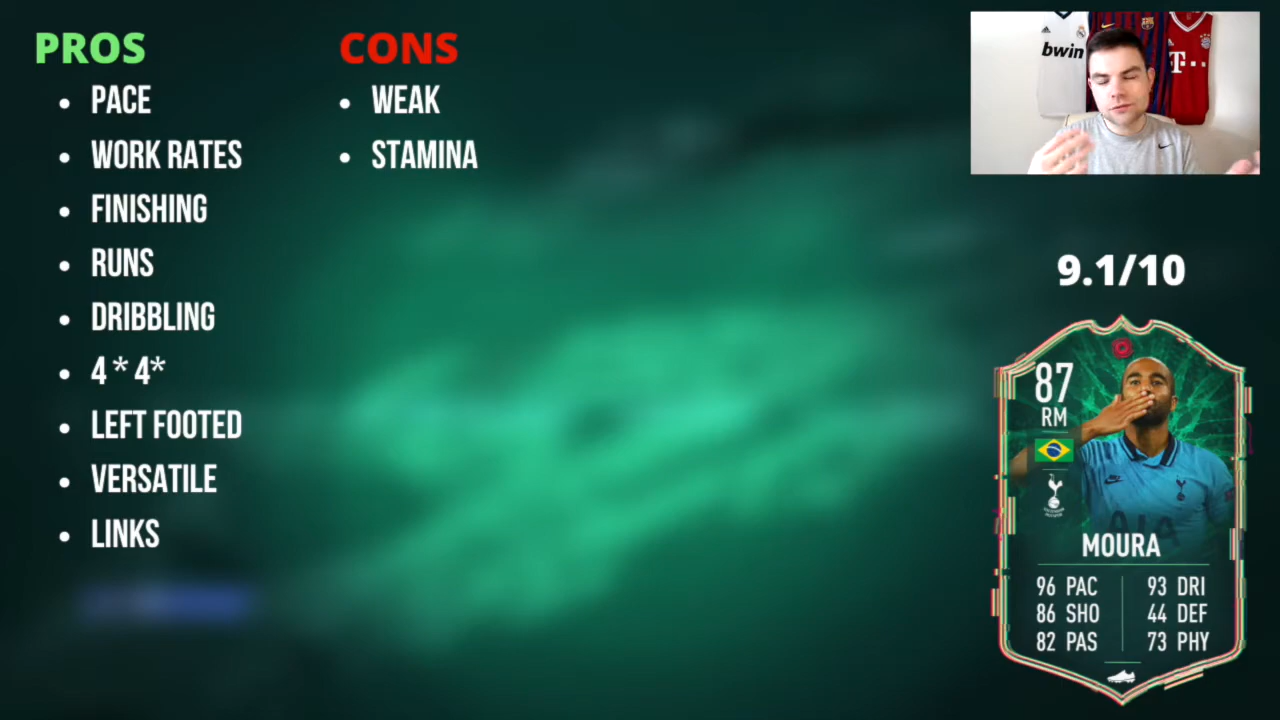 PROS
• PACE
• WORK RATES
• FINISHING
• RUNS
• DRIBBLING
• 4 * 4*
• LEFT FOOTED
• VERSATILE
• LINKS
CONS
• WEAK
• STAMINA
bwin
T
9.1/10
87
RM
AIA
MOURA
96 PAC 93 DRI
86 SHO 44 DEF
82 PAS 73 PHY